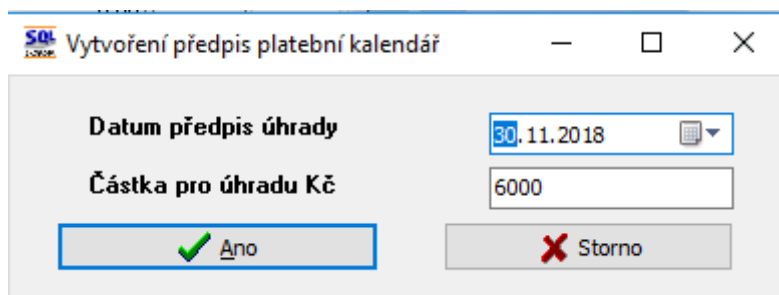 SQL
Vytvoření předpis platební kalendář
Datum předpis úhrady
30.11.2018
Částka pro úhradu Kč
6000
Ano
Storno